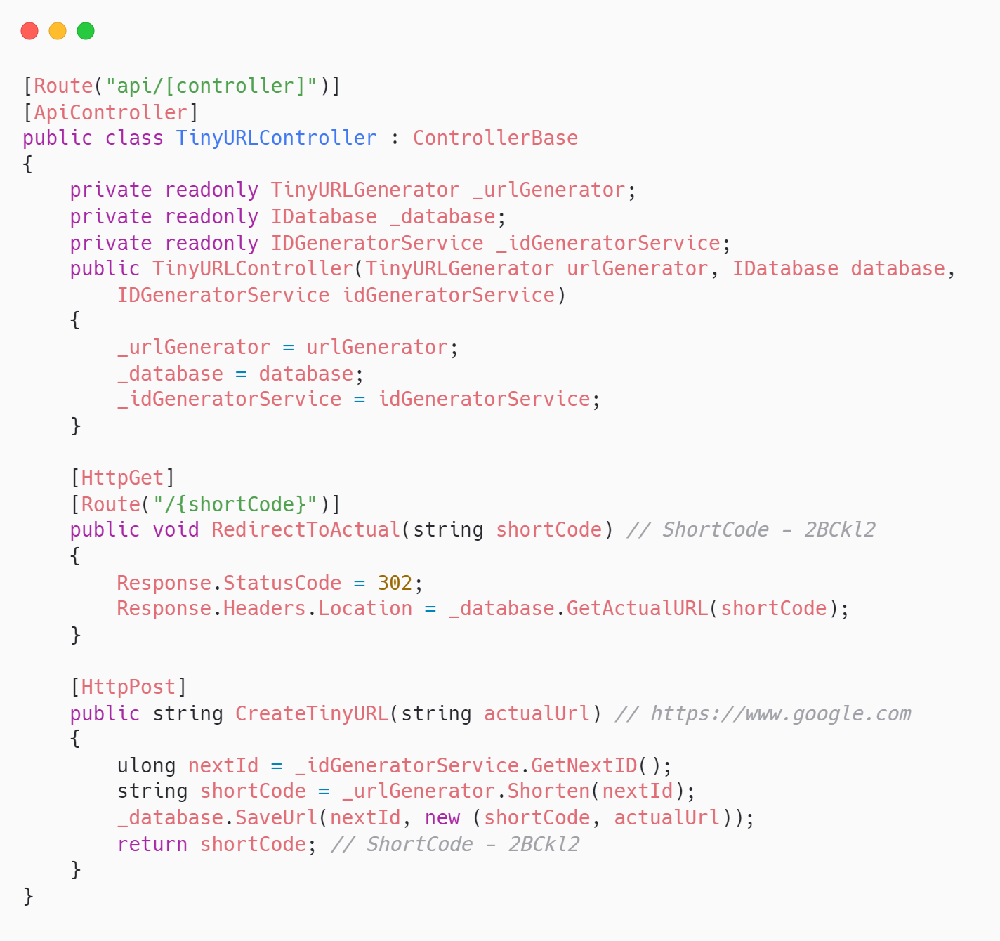 [Route("api/[controller]")]
[ApiController]
public class TinyURLController : ControllerBase
{
    private readonly TinyURLGenerator _urlGenerator;
    private readonly IDatabase _database;
    private readonly IDGeneratorService _idGeneratorService;
    public TinyURLController(TinyURLGenerator urlGenerator, IDatabase database,
        IDGeneratorService idGeneratorService)
    {
        _urlGenerator = urlGenerator;
        _database = database;
        _idGeneratorService = idGeneratorService;
    }

    [HttpGet]
    [Route("/{shortCode}")]
    public void RedirectToActual(string shortCode) // ShortCode - 2BCkl2
    {
        Response.StatusCode = 302;
        Response.Headers.Location = _database.GetActualURL(shortCode);
    }

    [HttpPost]
    public string CreateTinyURL(string actualUrl) // https://www.google.com
    {
        ulong nextId = _idGeneratorService.GetNextID();
        string shortCode = _urlGenerator.Shorten(nextId);
        _database.SaveUrl(nextId, new (shortCode, actualUrl));
        return shortCode; // ShortCode - 2BCkl2
    }
}